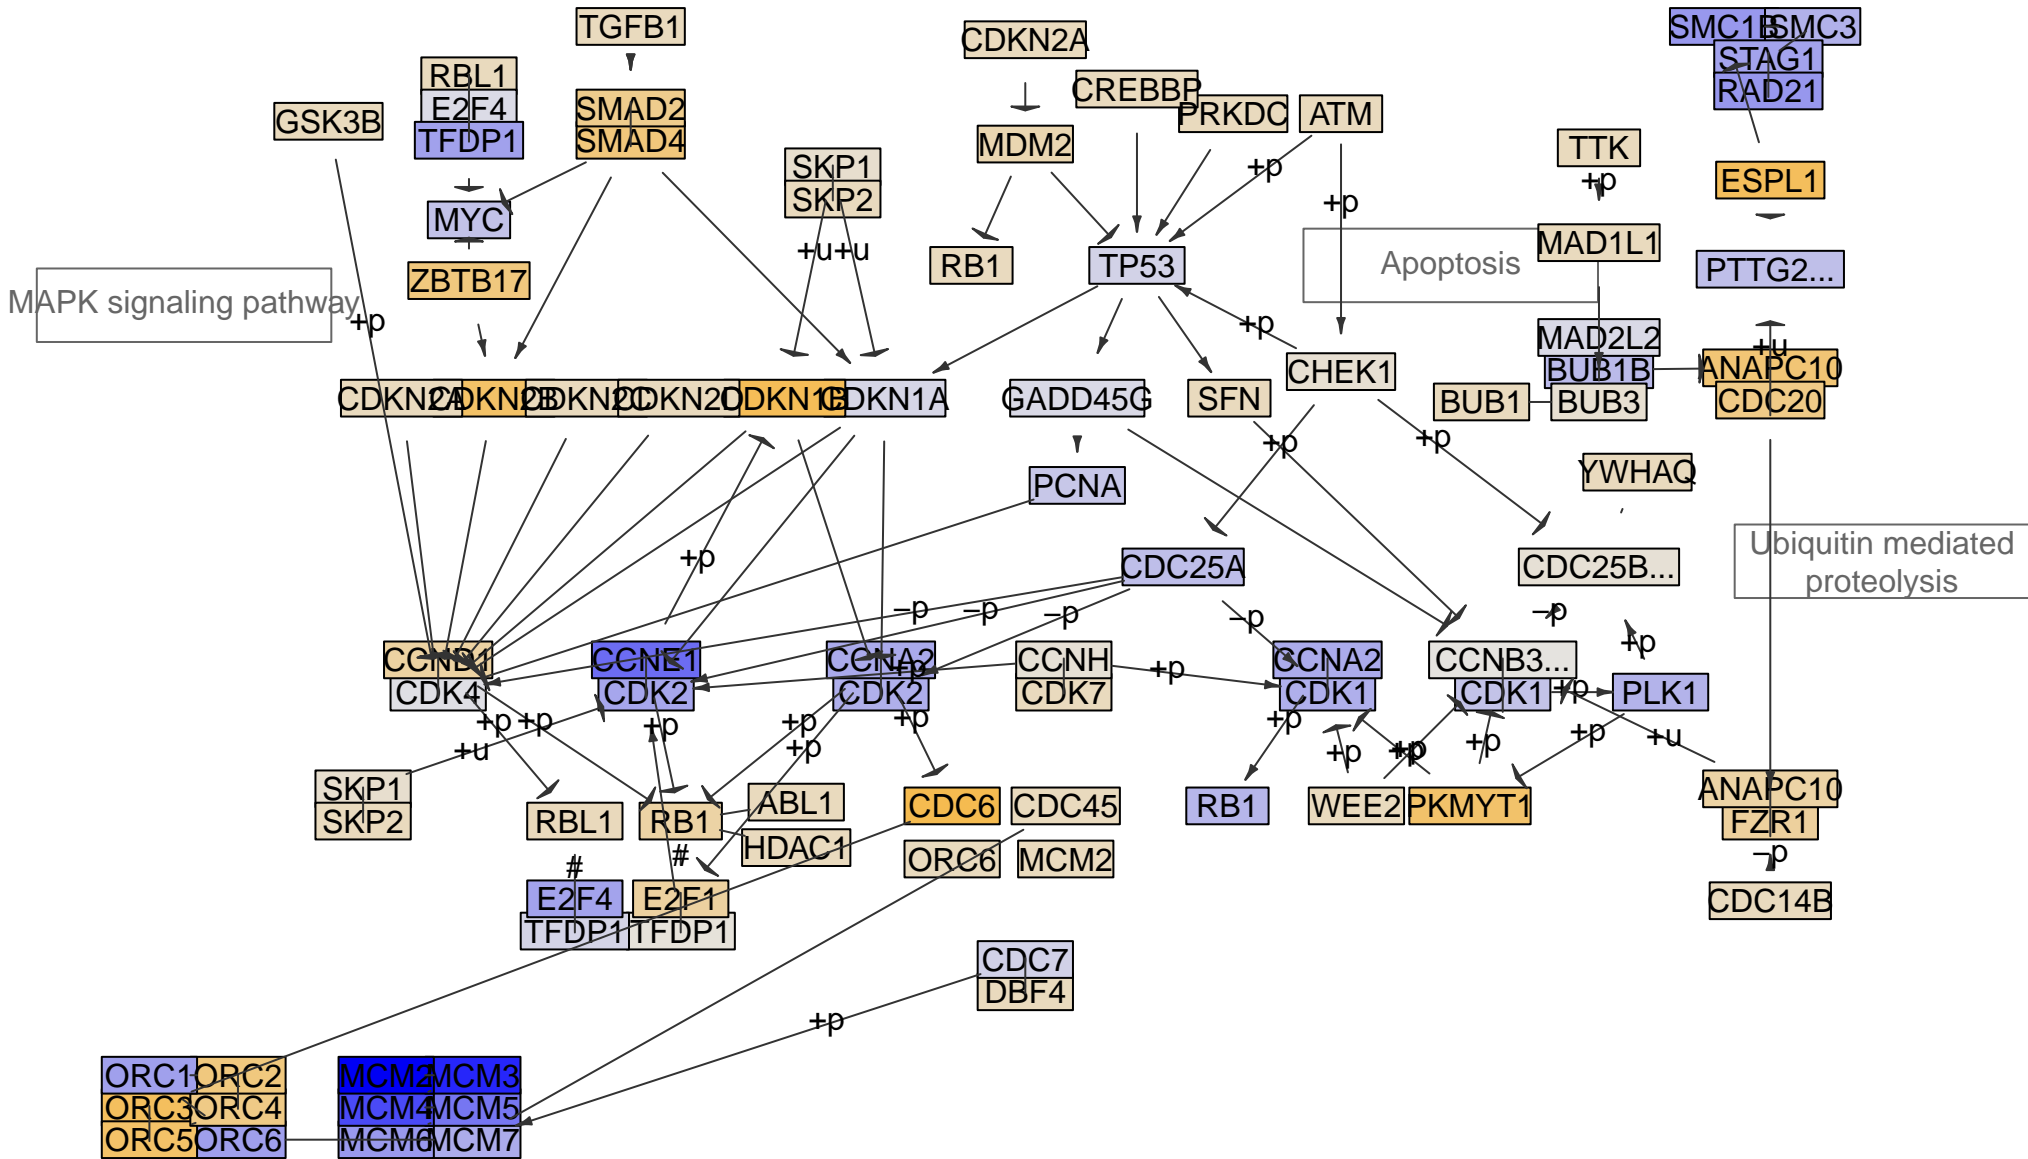 TGFB1
SMC1B
SMC3
CDKN2A
STAG1
RBL1
CREBBP
RAD21
E2F4
SMAD2
PRKDC
ATM
GSK3B
TFDP1
SMAD4
MDM2
TTK
SKP1
+p
+p
ESPL1
SKP2
+p
MYC
+u
+u
MAD1L1
RB1
TP53
Apoptosis
PTTG2...
ZBTB17
MAPK signaling pathway
+p
+p
MAD2L2
+u
CHEK1
BUB1B
ANAPC10
CDKN2A
CDKN2B
CDKN2C
CDKN2D
CDKN1B
CDKN1A
GADD45G
SFN
BUB1
BUB3
CDC20
+p
+p
YWHAQ
PCNA
Ubiquitin mediated
proteolysis
+p
CDC25A
CDC25B...
−p
−p
−p
−p
−p
+p
CCND1
CCNE1
CCNA2
+p
CCNH
+p
CCNA2
CCNB3...
CDK4
CDK2
CDK2
CDK7
CDK1
CDK1
+p
PLK1
+p
+p
+p
+p
+p
+p
+p
+u
+p
+p
+p
+p
+p
+p
+u
SKP1
ANAPC10
ABL1
CDC6
CDC45
RB1
WEE2
PKMYT1
SKP2
RBL1
RB1
FZR1
HDAC1
#
#
ORC6
MCM2
−p
E2F4
E2F1
CDC14B
TFDP1
TFDP1
CDC7
DBF4
+p
ORC1
ORC2
MCM2
MCM3
ORC3
ORC4
MCM4
MCM5
ORC5
ORC6
MCM6
MCM7